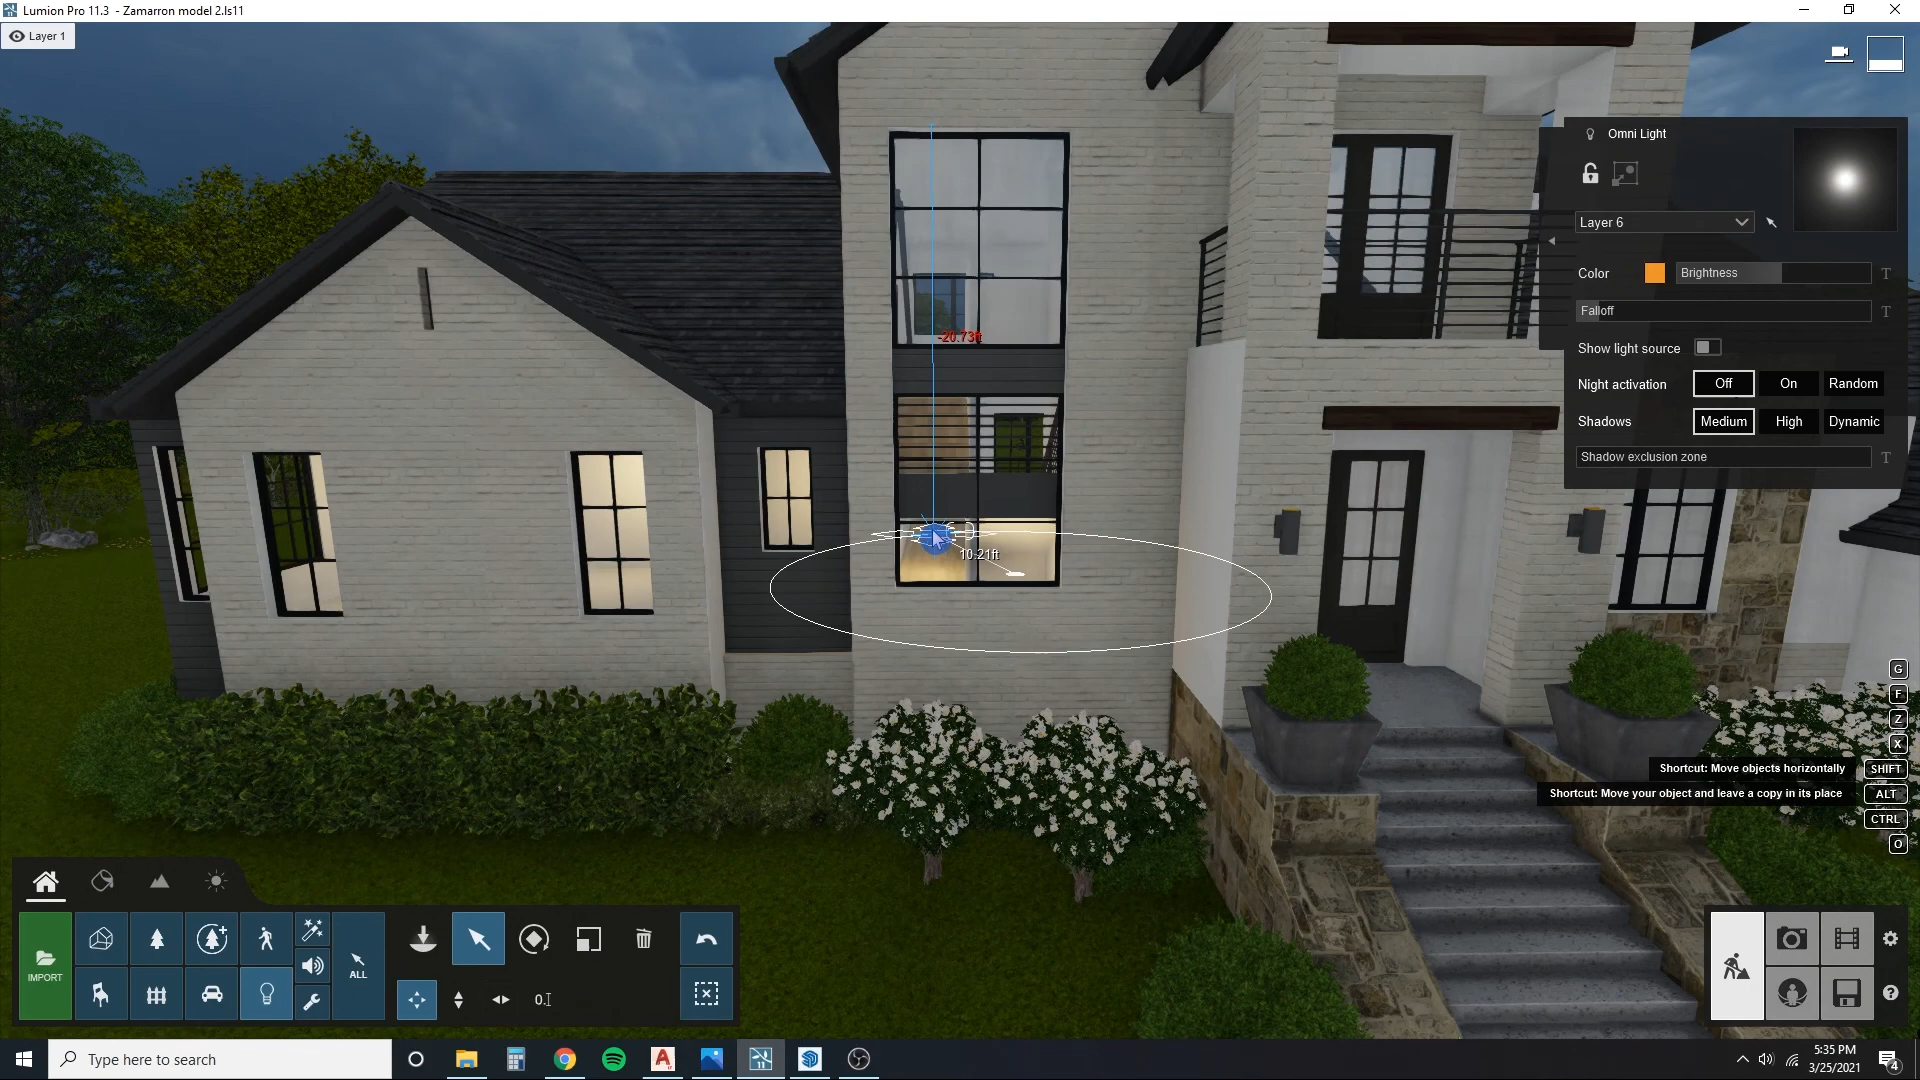 Lumion Pro 11.3 - Zamarron model 2.ls11
Layer 1
Omni Light
Layer 6
Color
Brightness
T
Falloff
T
Show light source
Night activation
Off
On
Random
Shadows
Medium
High
Dynamic
Shadow exclusion zone
T
-20.73ft
10.21ft
G
F
Z
X
Shortcut: Move objects horizontally
SHIFT
Shortcut: Move your object and leave a copy in its place
ALT
CTRL
O
IMPORT
ALL
0.
Type here to search
11
5:35 PM
3/25/2021
4